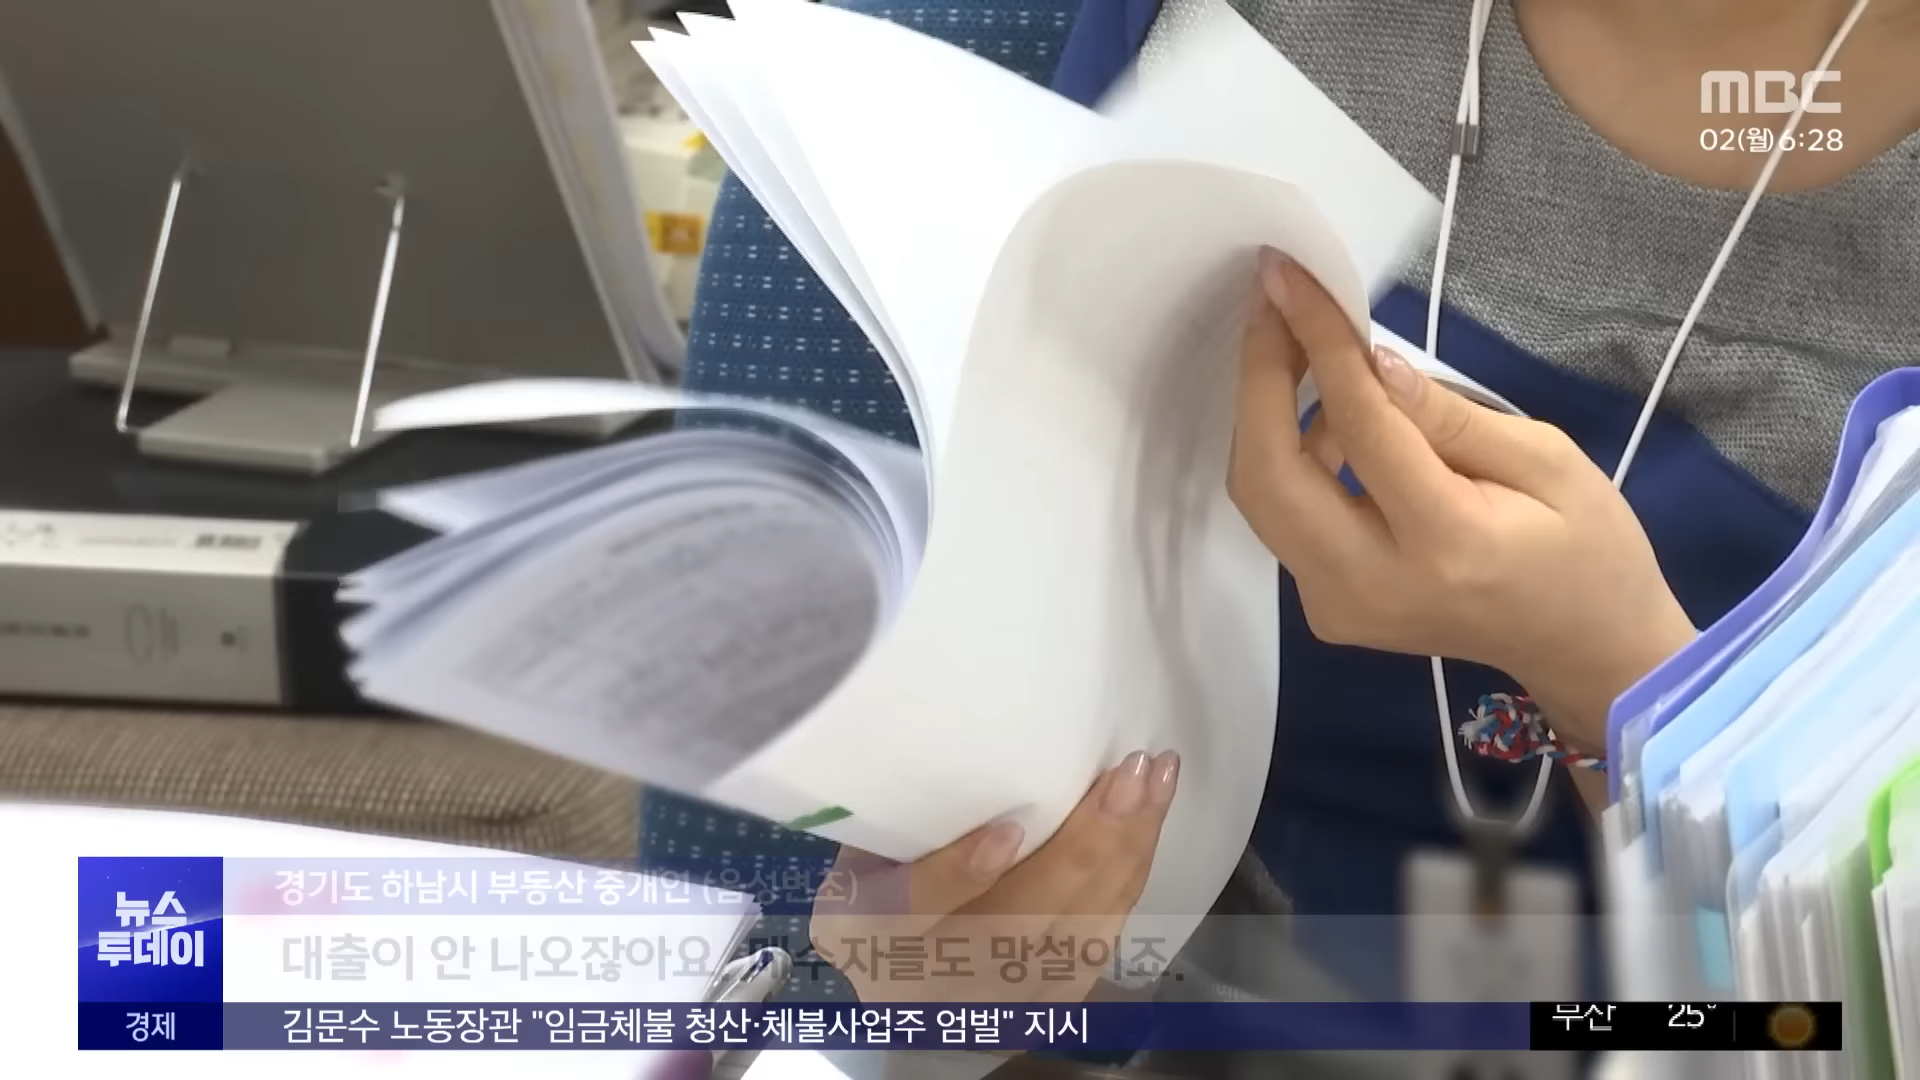 MBC
02(월)6:28
경기도 하남시 부동산 중개인 (음성변조)
뉴스
투데이
대출이 안 나오잖아요. 매수자들도 망설이죠.
경제
김문수 노동장관 "임금체불 청산·체불사업주 엄벌" 지시
부산 25°